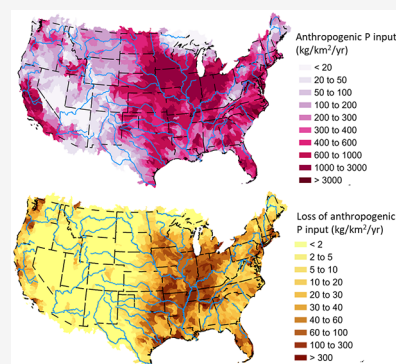 Anthropogenic P input
(kg/km²/yr)
< 20
20 to 50
50 to 100
100 to 200
200 to 300
300 to 400
400 to 600
600 to 1000
1000 to 3000
> 3000
Loss of anthropogenic
P input (kg/km²/yr)
< 2
2 to 5
5 to 10
10 to 20
20 to 30
30 to 40
40 to 60
60 to 100
100 to 300
> 300